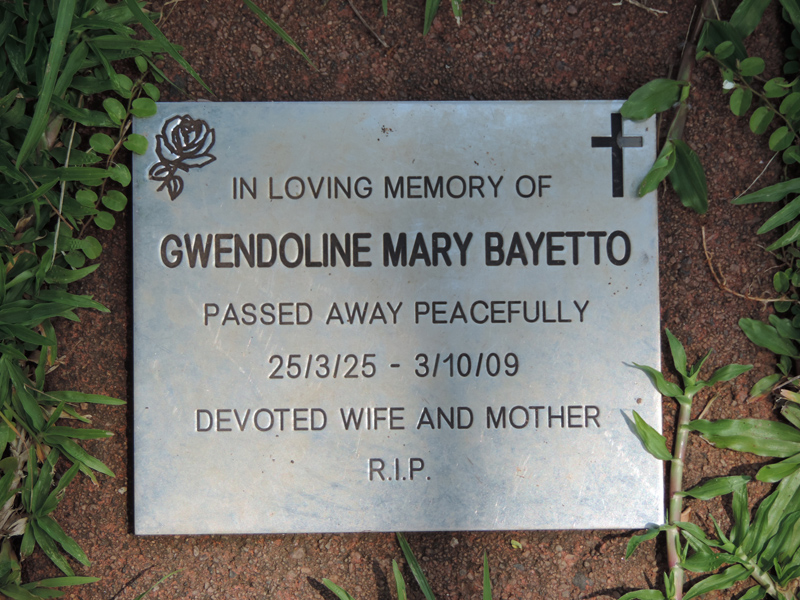 IN LOVING MEMORY OF
GWENDOLINE MARY BAYETTO
PASSED AWAY PEACEFULLY
25/3/25 - 3/10/09
DEVOTED WIFE AND MOTHER
R.I.P.